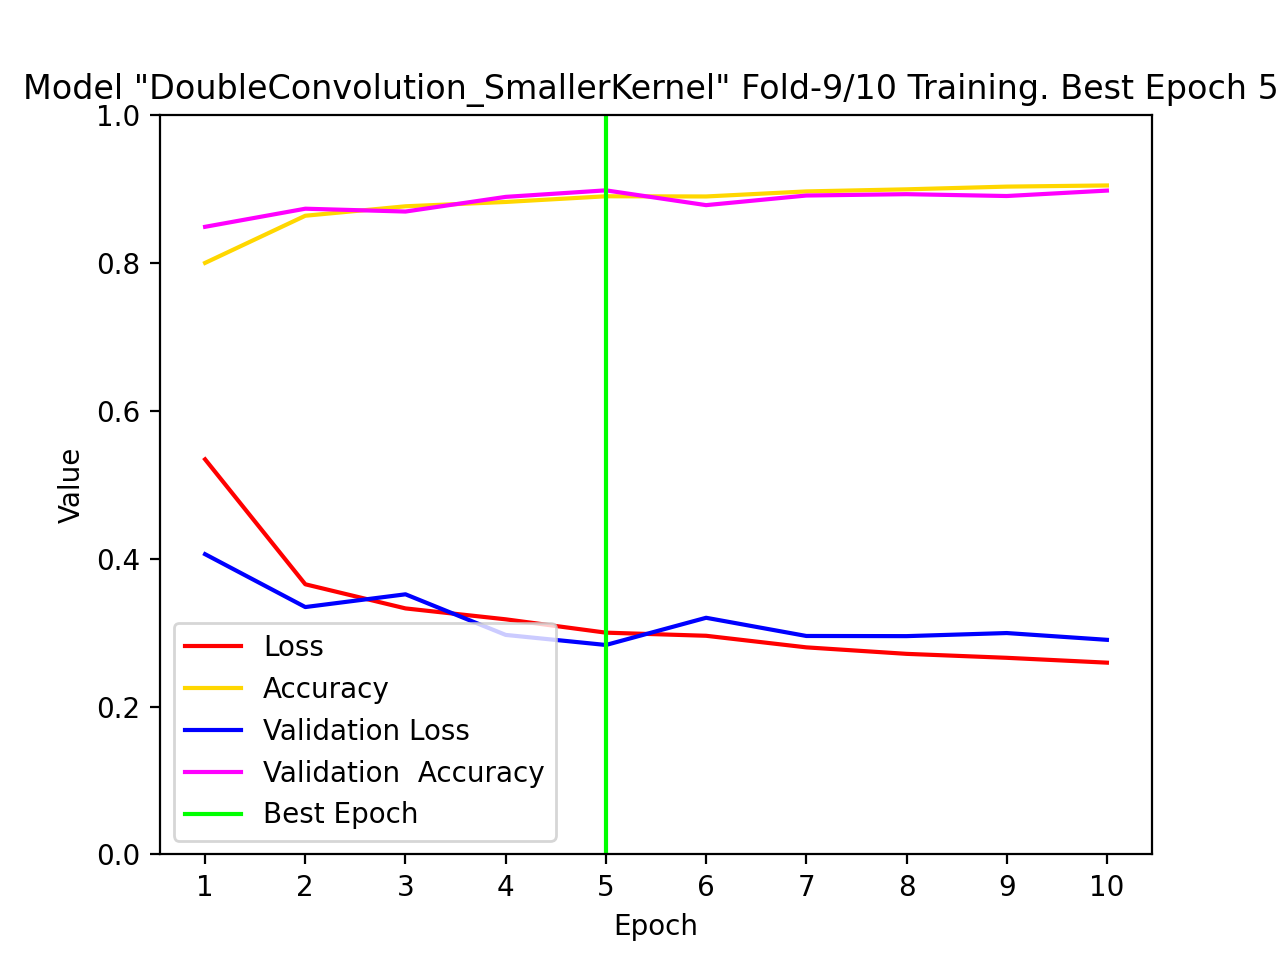 Model "DoubleConvolution_SmallerKernel" Fold-9/10 Training. Best Epoch 5
1.0
0.8
0.6
0.4
0.2
0.0
Value
Loss
Accuracy
Validation Loss
Validation  Accuracy
Best Epoch
1 2 3 4 5 6 7 8 9 10
Epoch